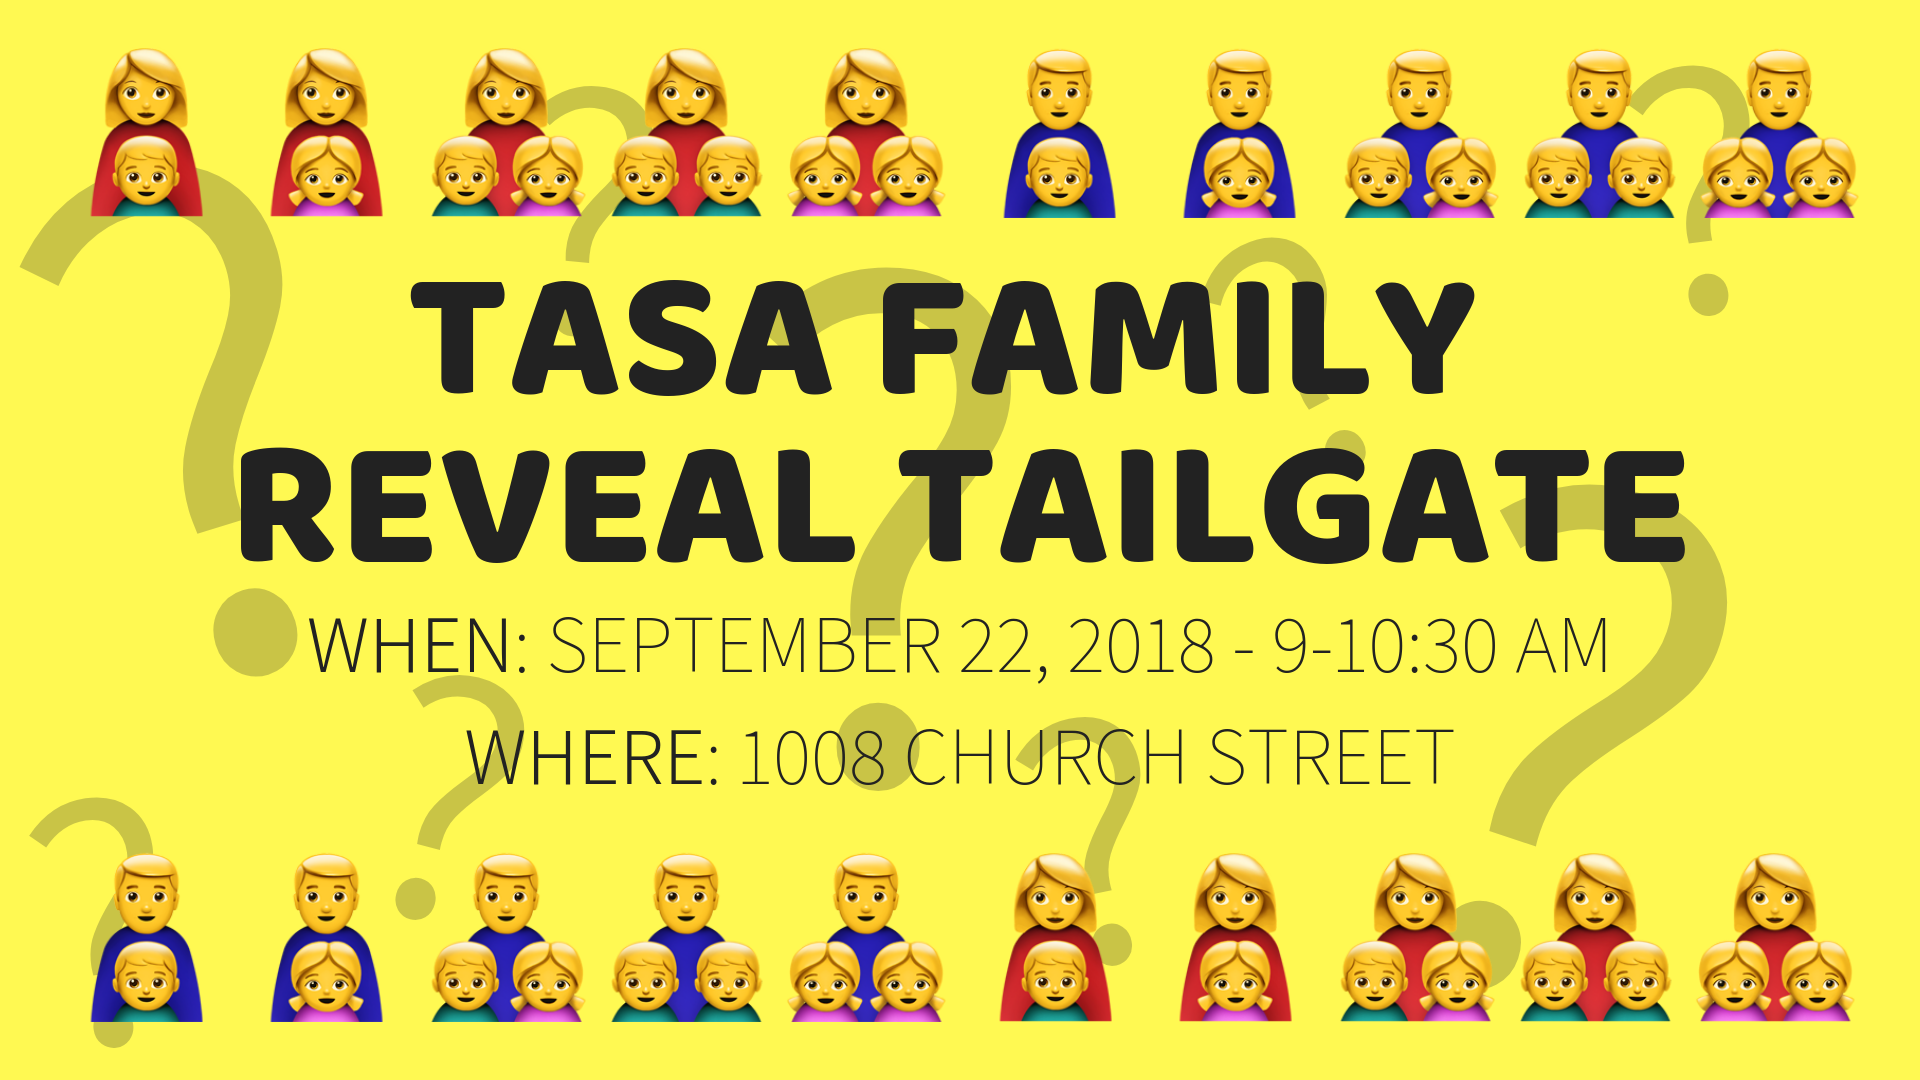 TASA FAMILY
REVEAL TAILGATE
WHEN: SEPTEMBER 22, 2018 - 9-10:30 AM
WHERE: 1008 CHURCH STREET